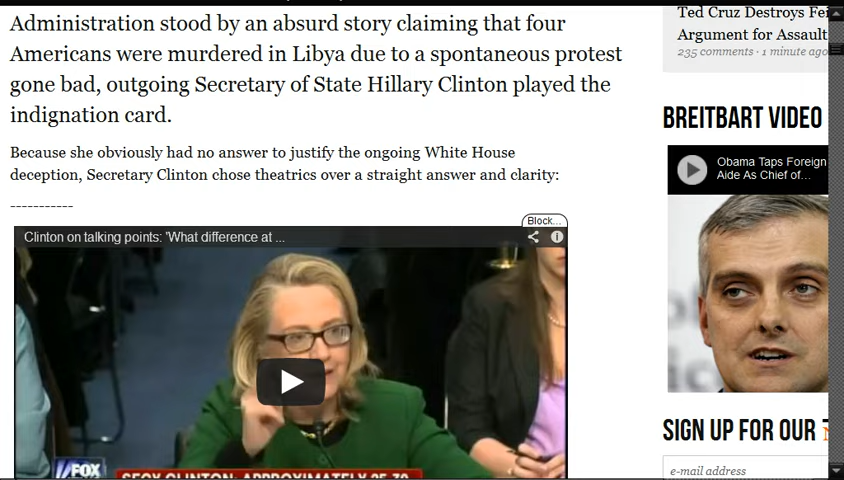 Administration stood by an absurd story claiming that four
Americans were murdered in Libya due to a spontaneous protest
gone bad, outgoing Secretary of State Hillary Clinton played the
indignation card.
Because she obviously had no answer to justify the ongoing White House
deception, Secretary Clinton chose theatrics over a straight answer and clarity:
-----------
Block...
Clinton on talking points: 'What difference at ...
FOX
SECY CLINTON: APPROXIMATELY 25-30
Ted Cruz Destroys Fei
Argument for Assault
235 comments · 1 minute ago
BREITBART VIDEO
Obama Taps Foreign
Aide As Chief of...
SIGN UP FOR OUR
e-mail address